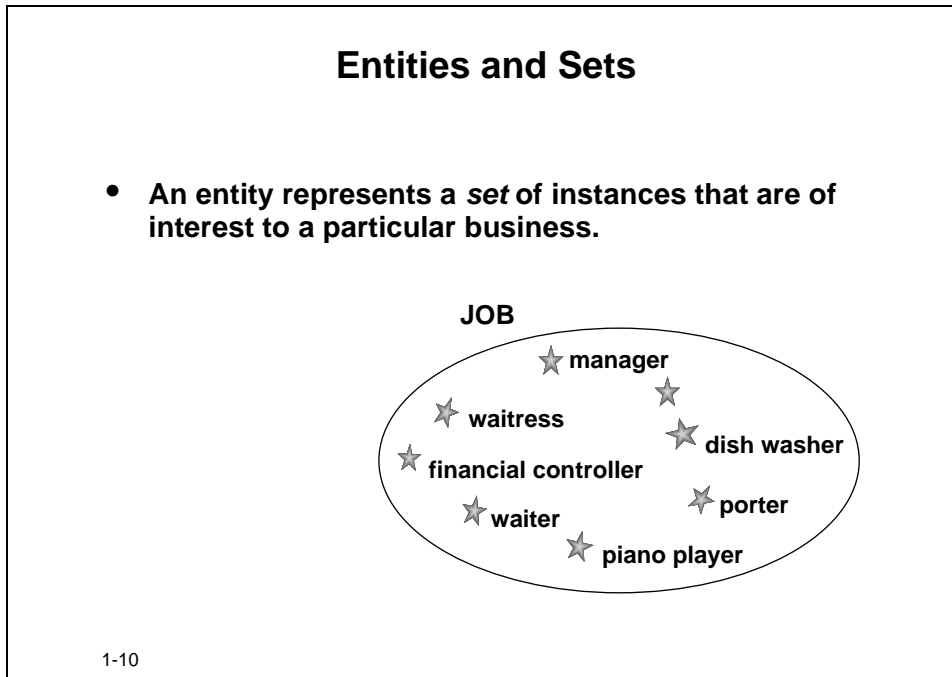 Entities and Sets
• An entity represents a set of instances that are of
interest to a particular business.
JOB
manager
waitress
dish washer
financial controller
porter
waiter
piano player
1-10